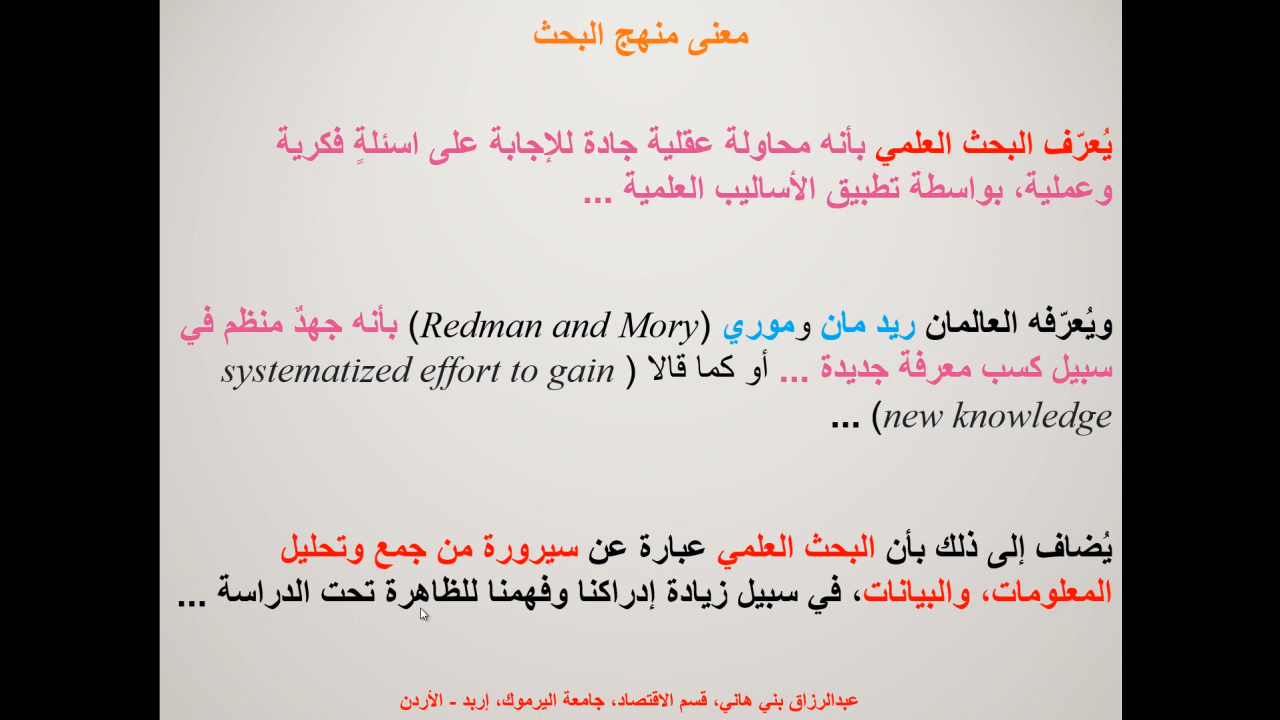 معنى منهج البحث
يُعرّف البحث العلمي بأنه محاولة عقلية جادة للإجابة على اسئلةٍ فكرية
وعملية، بواسطة تطبيق الأساليب العلمية ...
ويُعرّفه العالمان ريد مان وموري (Redman and Mory) بأنه جهدٌ منظم في
سبيل كسب معرفة جديدة ... أو كما قالا ( systematized effort to gain
new knowledge) ...
يُضاف إلى ذلك بأن البحث العلمي عبارة عن سيرورة من جمع وتحليل
المعلومات، والبيانات، في سبيل زيادة إدراكنا وفهمنا للظاهرة تحت الدراسة ...
عبدالرزاق بني هاني، قسم الاقتصاد، جامعة اليرموك، إربد - الأردن